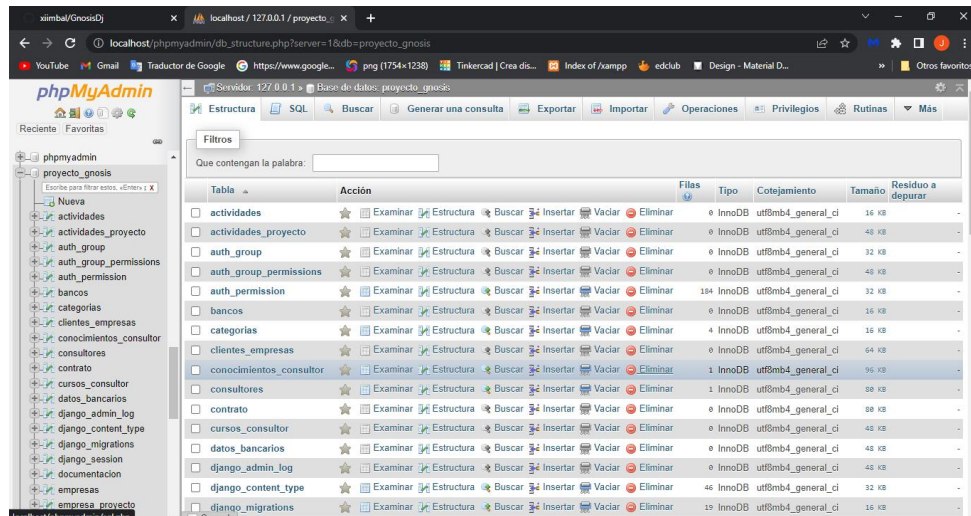 xiimbal/GnosisDj
localhost / 127.0.0.1 / proyecto_g
localhost/phpmyadmin/db_structure.php?server=1&db=proyecto_gnosis
YouTube Gmail Traductor de Google https://www.google... png (1754×1238) Tinkercad | Crea dis... Index of /xampp edclub Design - Material D... » Otros favoritos
phpMyAdmin
Reciente Favoritas
phpmyadmin
proyecto_gnosis
Escribe para filtrar estos, «Enter» p X
Nueva
actividades
actividades_proyecto
auth_group
auth_group_permissions
auth_permission
bancos
categorias
clientes_empresas
conocimientos_consultor
consultores
contrato
cursos_consultor
datos_bancarios
django_admin_log
django_content_type
django_migrations
django_session
documentacion
empresas
empresa_proyecto
Servidor: 127.0.0.1 » Base de datos: proyecto_gnosis
Estructura SQL Buscar Generar una consulta Exportar Importar Operaciones Privilegios Rutinas Más
Filtros
Que contengan la palabra:
Tabla Acción Filas Tipo Cotejamiento Tamaño Residuo a depurar
actividades Examinar Estructura Buscar Insertar Vaciar Eliminar 0 InnoDB utf8mb4_general_ci 16 KB -
actividades_proyecto Examinar Estructura Buscar Insertar Vaciar Eliminar 0 InnoDB utf8mb4_general_ci 48 KB -
auth_group Examinar Estructura Buscar Insertar Vaciar Eliminar 0 InnoDB utf8mb4_general_ci 32 KB -
auth_group_permissions Examinar Estructura Buscar Insertar Vaciar Eliminar 0 InnoDB utf8mb4_general_ci 48 KB -
auth_permission Examinar Estructura Buscar Insertar Vaciar Eliminar 184 InnoDB utf8mb4_general_ci 32 KB -
bancos Examinar Estructura Buscar Insertar Vaciar Eliminar 0 InnoDB utf8mb4_general_ci 16 KB -
categorias Examinar Estructura Buscar Insertar Vaciar Eliminar 4 InnoDB utf8mb4_general_ci 16 KB -
clientes_empresas Examinar Estructura Buscar Insertar Vaciar Eliminar 0 InnoDB utf8mb4_general_ci 64 KB -
conocimientos_consultor Examinar Estructura Buscar Insertar Vaciar Eliminar 1 InnoDB utf8mb4_general_ci 96 KB -
consultores Examinar Estructura Buscar Insertar Vaciar Eliminar 1 InnoDB utf8mb4_general_ci 80 KB -
contrato Examinar Estructura Buscar Insertar Vaciar Eliminar 0 InnoDB utf8mb4_general_ci 80 KB -
cursos_consultor Examinar Estructura Buscar Insertar Vaciar Eliminar 0 InnoDB utf8mb4_general_ci 48 KB -
datos_bancarios Examinar Estructura Buscar Insertar Vaciar Eliminar 0 InnoDB utf8mb4_general_ci 48 KB -
django_admin_log Examinar Estructura Buscar Insertar Vaciar Eliminar 0 InnoDB utf8mb4_general_ci 48 KB -
django_content_type Examinar Estructura Buscar Insertar Vaciar Eliminar 46 InnoDB utf8mb4_general_ci 32 KB -
django_migrations Examinar Estructura Buscar Insertar Vaciar Eliminar 19 InnoDB utf8mb4_general_ci 16 KB -